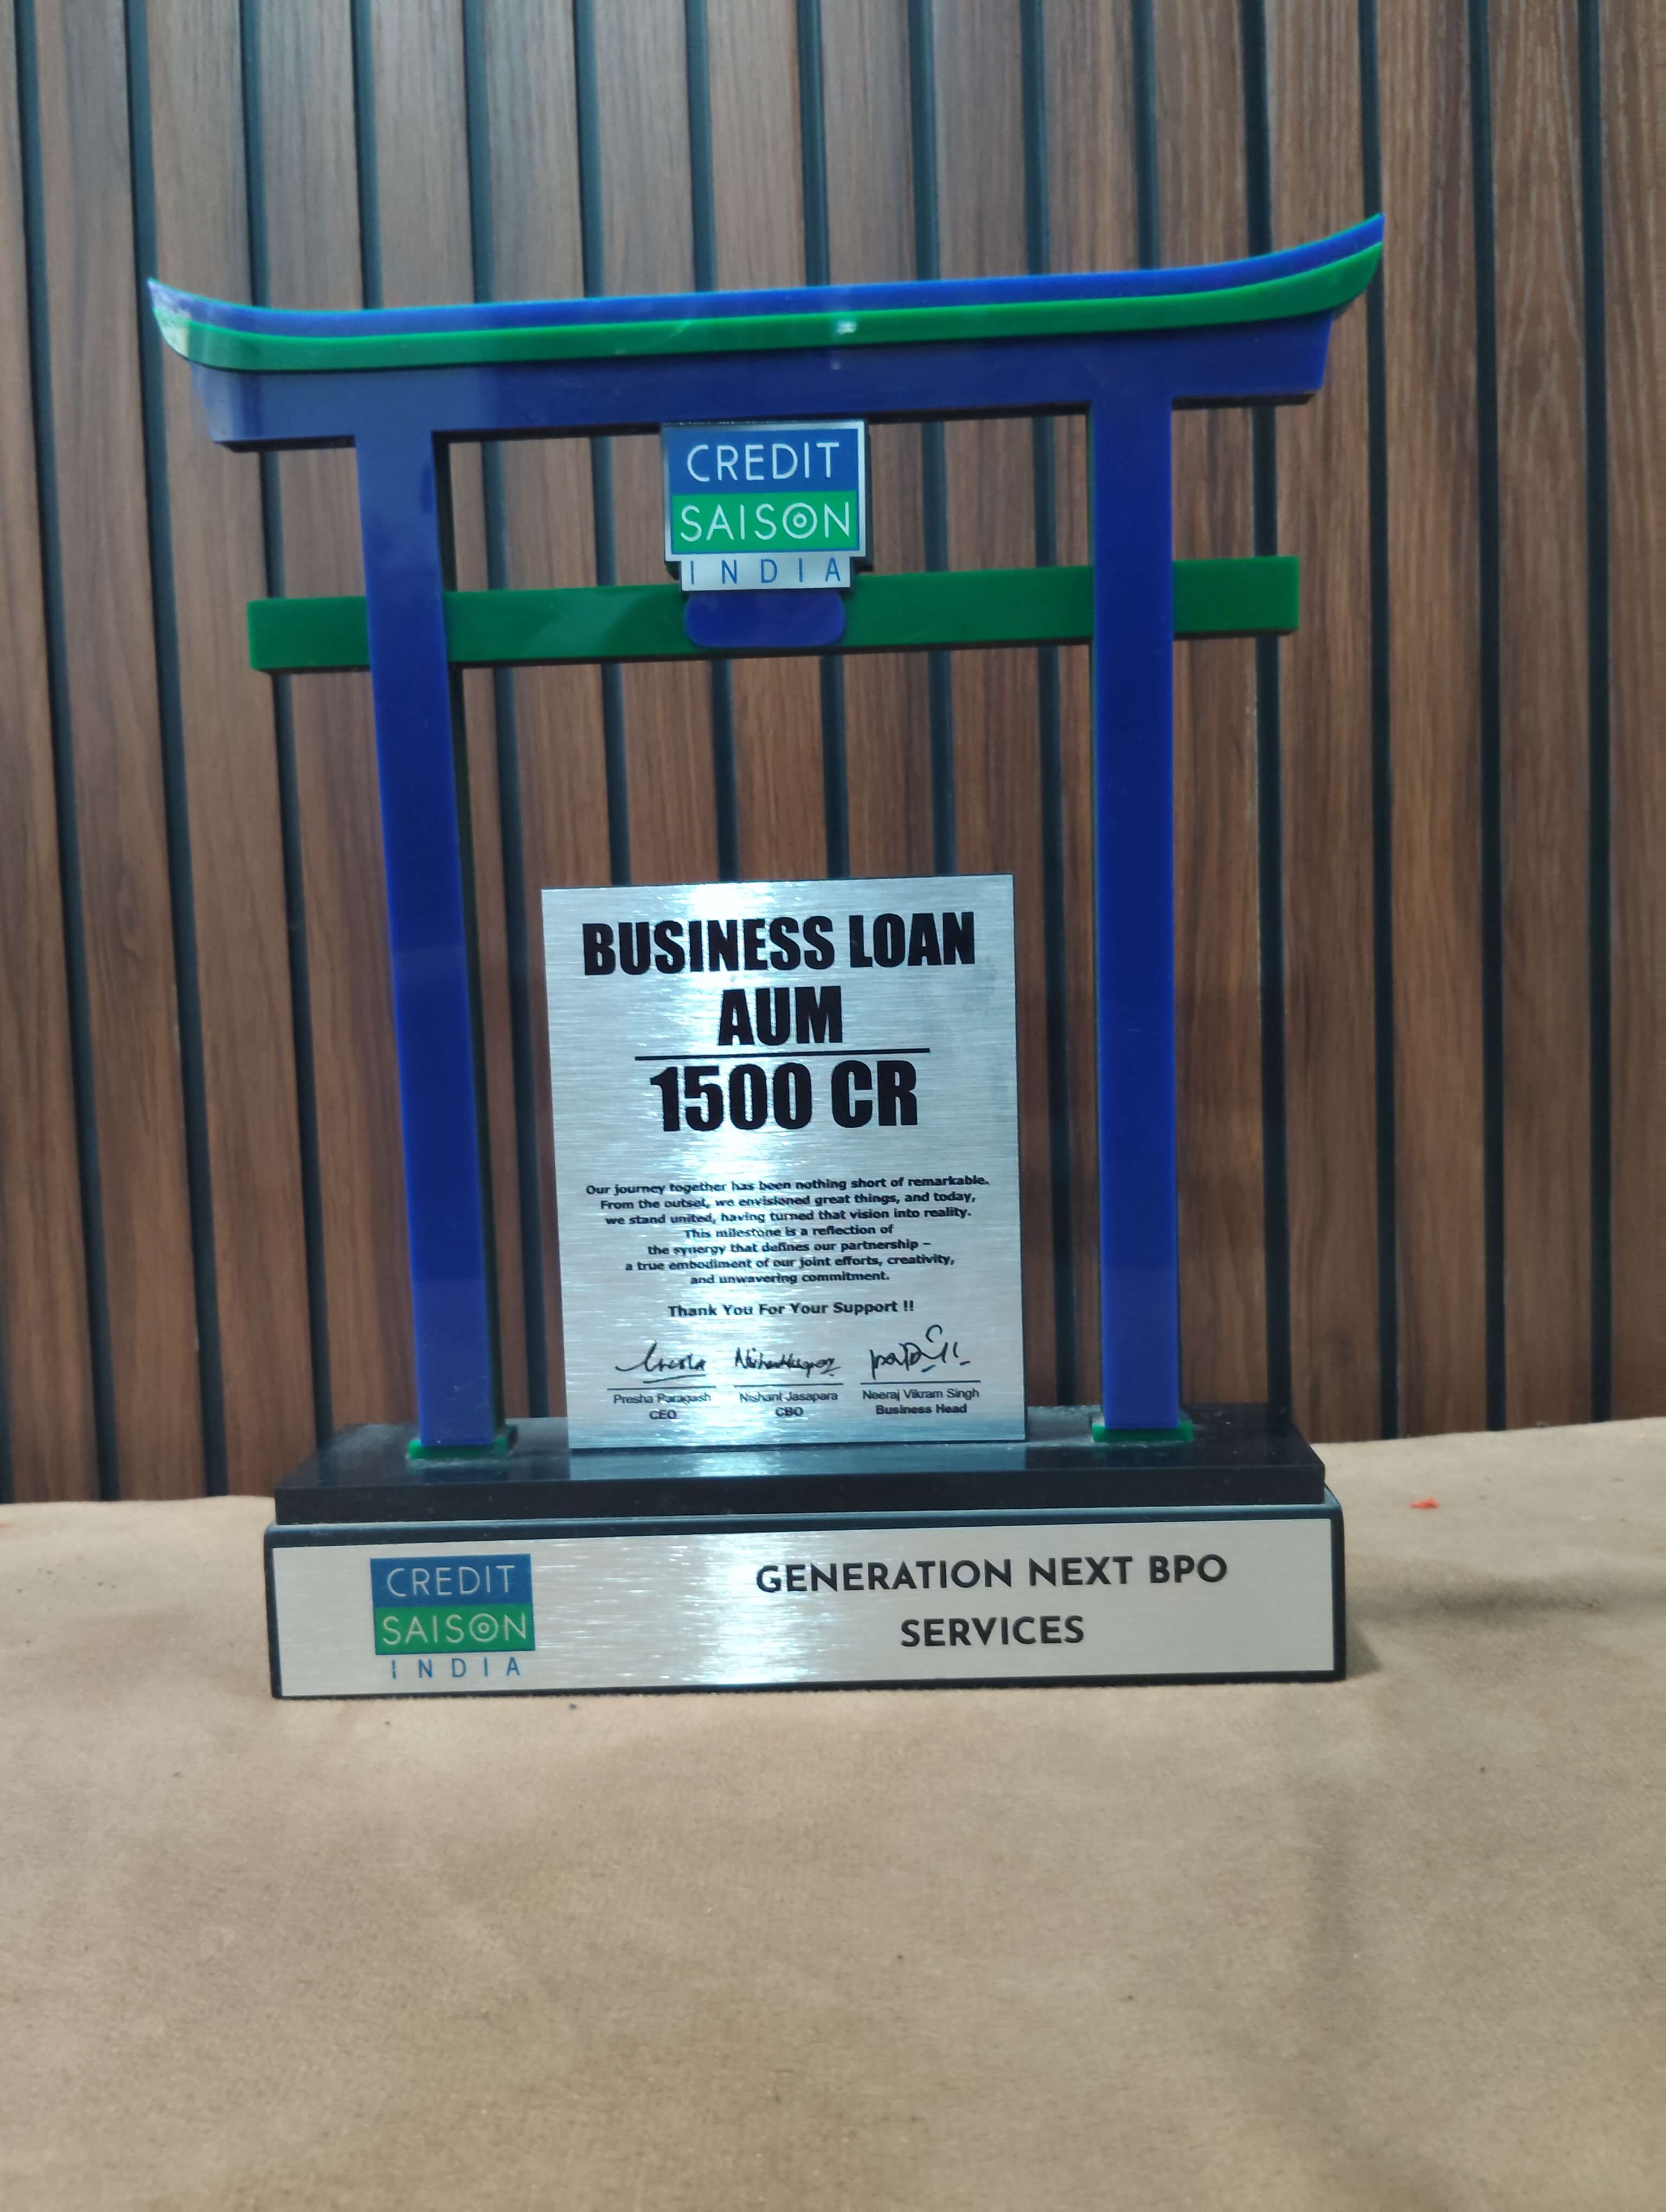 CREDIT
SAISON
INDIA
BUSINESS LOAN
AUM
1500 CR
Our journey together has been nothing short of remarkable.
From the outset, we envisioned great things, and today,
we stand united, having turned that vision into reality.
This milestone is a reflection of
the synergy that defines our partnership –
a true embodiment of our joint efforts, creativity,
and unwavering commitment.
Thank You For Your Support !!
Presha Paragash Nishant Jasapara Neeraj Vikram Singh
CEO CBO Business Head
CREDIT
SAISON
INDIA
GENERATION NEXT BPO
SERVICES